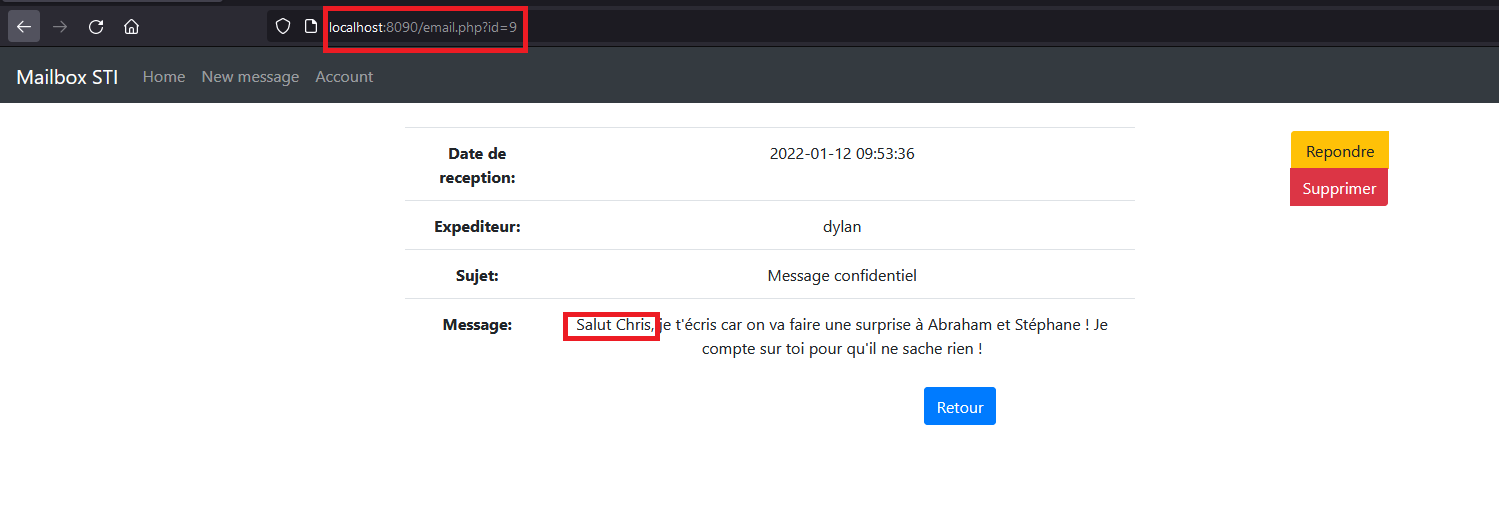 localhost:8090/email.php?id=9
Mailbox STI Home New message Account
Date de
reception:
2022-01-12 09:53:36
Repondre
Supprimer
Expediteur:
dylan
Sujet:
Message confidentiel
Message:
Salut Chris, je t'écris car on va faire une surprise à Abraham et Stéphane ! Je
compte sur toi pour qu'il ne sache rien !
Retour